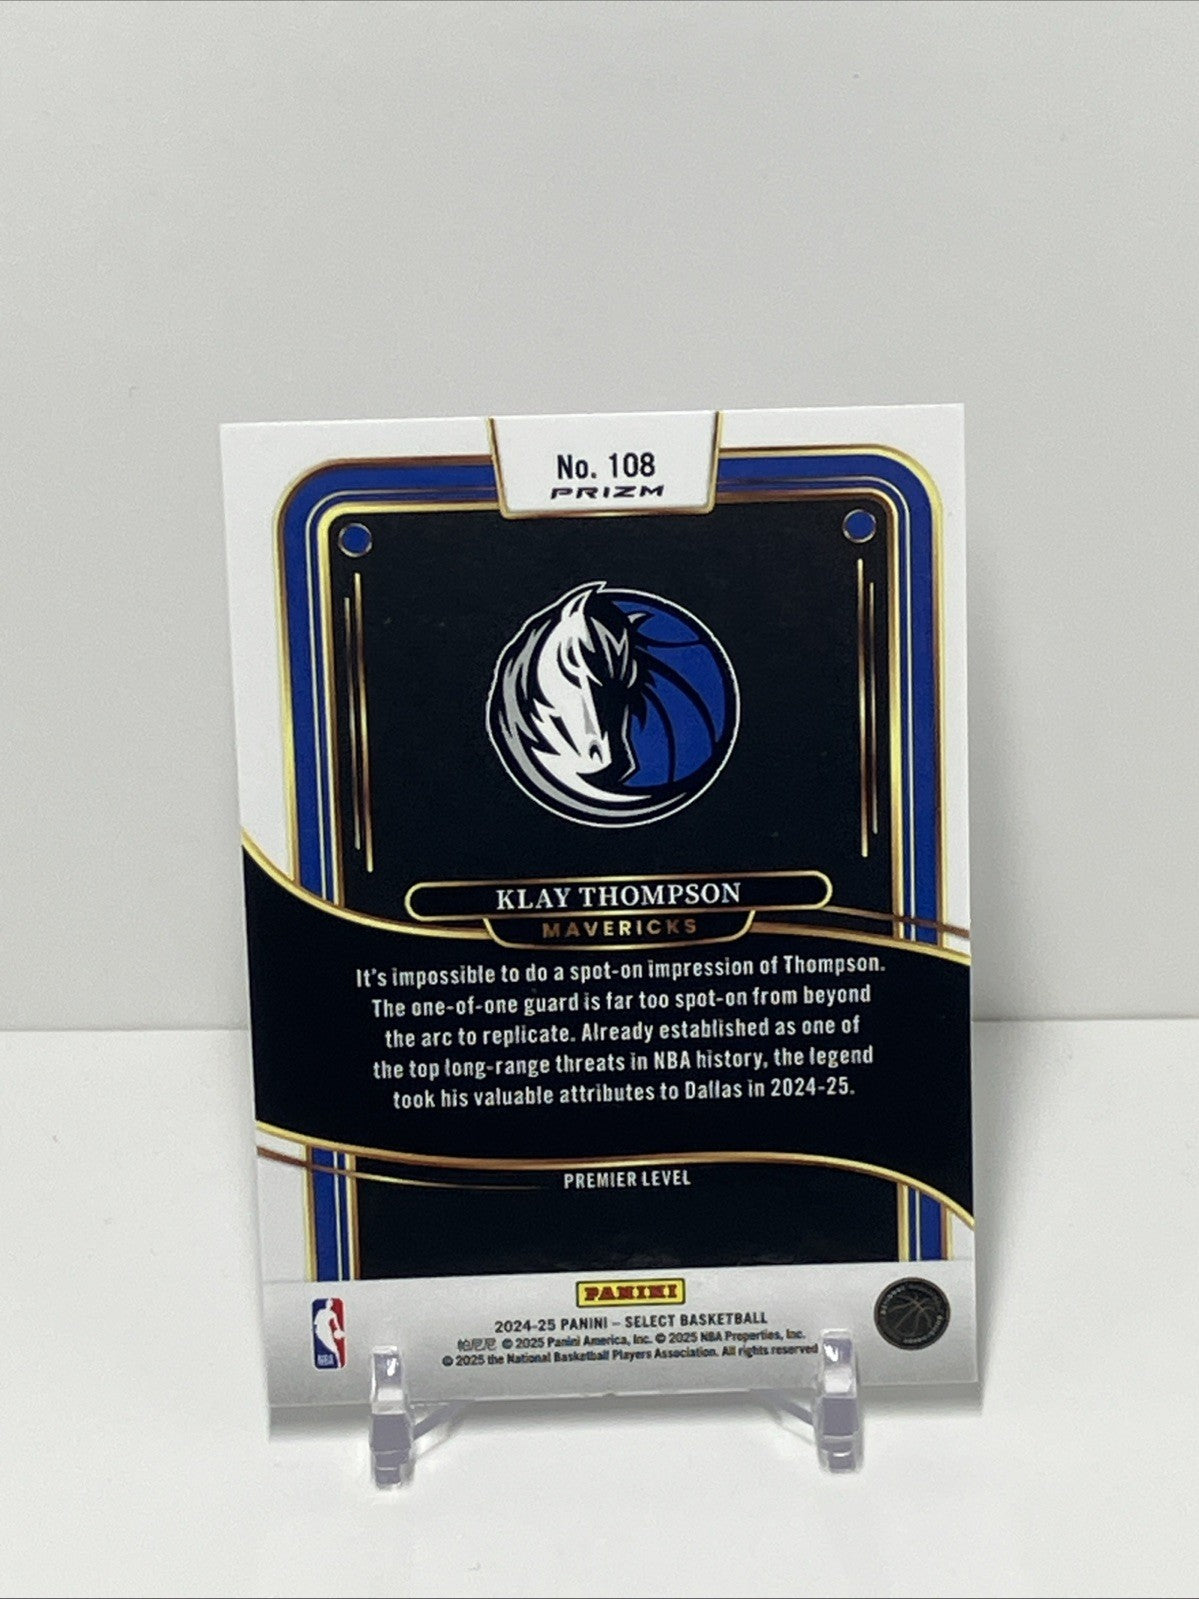 No. 108
PRIZM
KLAY THOMPSON
MAVERICKS
It's impossible to do a spot-on impression of Thompson.
The one-of-one guard is far too spot-on from beyond
the arc to replicate. Already established as one of
the top long-range threats in NBA history, the legend
took his valuable attributes to Dallas in 2024-25.
PREMIER LEVEL
PANINI
2024-25 PANINI – SELECT BASKETBALL
帕尼尼 © 2025 Panini America, Inc. © 2025 NBA Properties, Inc.
© 2025 the National Basketball Players Association. All rights reserved
NBA